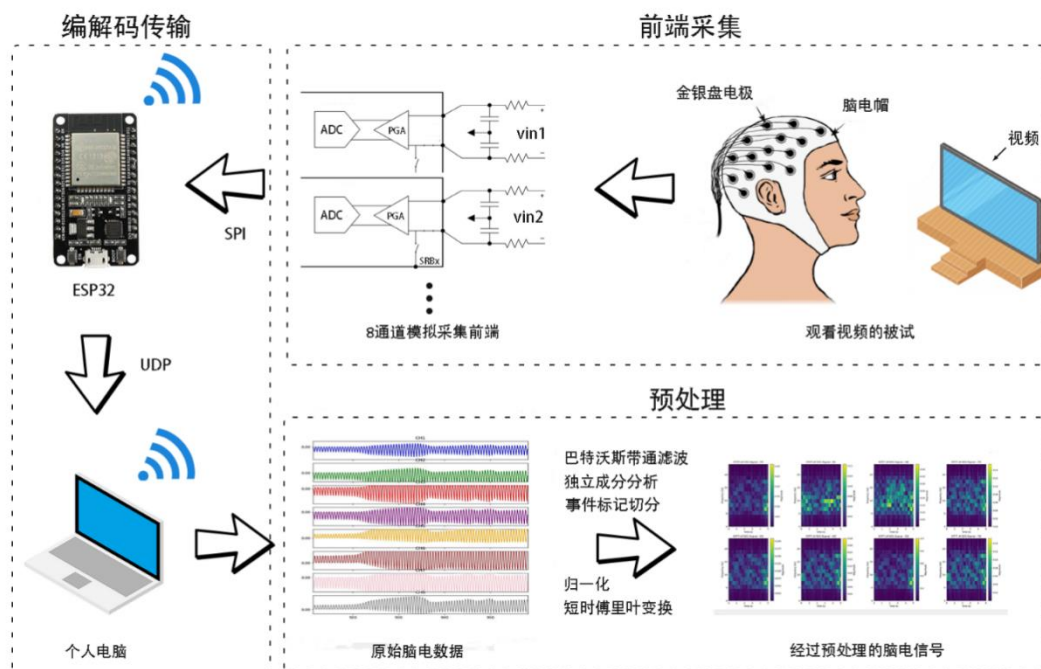 编解码传输
前端采集
ADC
PGA
vin1
ADC
PGA
vin2
SRBx
8通道模拟采集前端
金银盘电极
脑电帽
视频
观看视频的被试
SPI
ESP32
UDP
个人电脑
预处理
原始脑电数据
巴特沃斯带通滤波
独立成分分析
事件标记切分
归一化
短时傅里叶变换
经过预处理的脑电信号